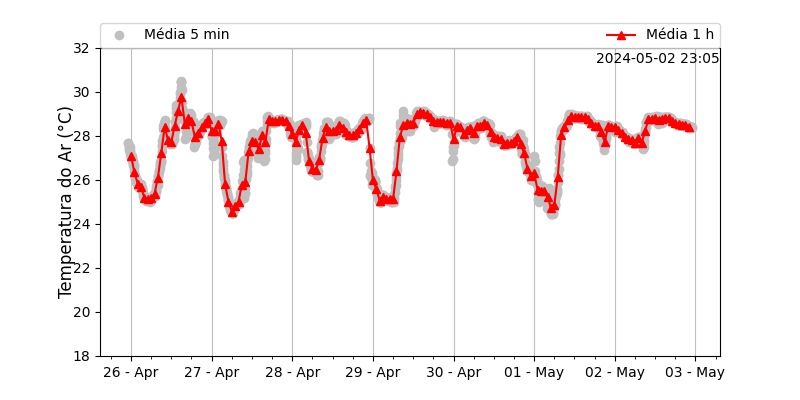 Média 5 min
Média 1 h
2024-05-02 23:05
Temperatura do Ar (°C)
32
30
28
26
24
22
20
18
26 - Apr
27 - Apr
28 - Apr
29 - Apr
30 - Apr
01 - May
02 - May
03 - May